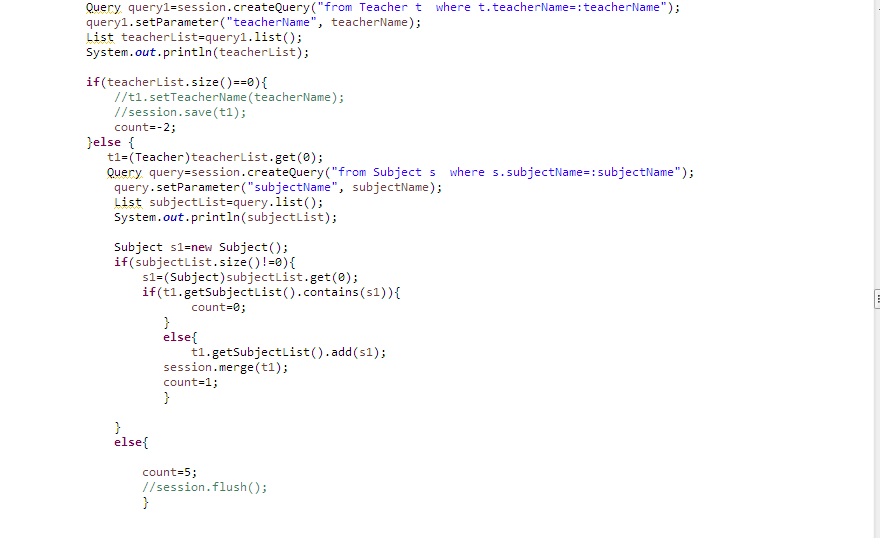 Query query1=session.createQuery("from Teacher t  where t.teacherName=:teacherName");
query1.setParameter("teacherName", teacherName);
List teacherList=query1.list();
System.out.println(teacherList);
if(teacherList.size()==0){
//t1.setTeacherName(teacherName);
//session.save(t1);
count=-2;
}else {
t1=(Teacher)teacherList.get(0);
Query query=session.createQuery("from Subject s  where s.subjectName=:subjectName");
query.setParameter("subjectName", subjectName);
List subjectList=query.list();
System.out.println(subjectList);
Subject s1=new Subject();
if(subjectList.size()!=0){
s1=(Subject)subjectList.get(0);
if(t1.getSubjectList().contains(s1)){
count=0;
}
else{
t1.getSubjectList().add(s1);
session.merge(t1);
count=1;
}
}
else{
count=5;
//session.flush();
}